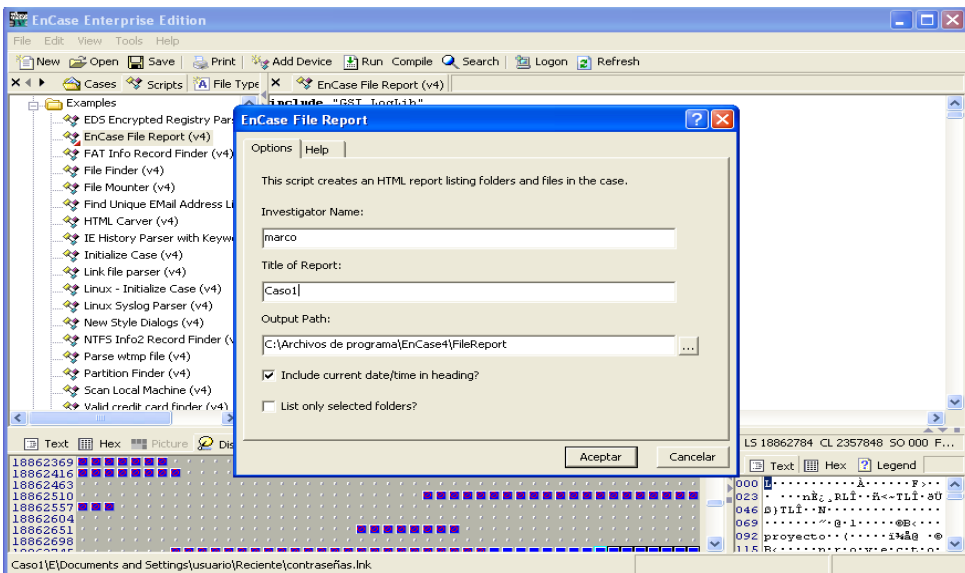 EnCase Enterprise Edition
File Edit View Tools Help
New Open Save Print Add Device Run Compile Search Logon Refresh
Cases Scripts File Type EnCase File Report (v4)
Examples
include "GSI_LogLib"
EDS Encrypted Registry Par
EnCase File Report (v4)
FAT Info Record Finder (v4)
File Finder (v4)
File Mounter (v4)
Find Unique EMail Address Li
HTML Carver (v4)
IE History Parser with Keyw
Initialize Case (v4)
Link file parser (v4)
Linux - Initialize Case (v4)
Linux Syslog Parser (v4)
New Style Dialogs (v4)
NTFS Info2 Record Finder (v
Parse wtmp file (v4)
Partition Finder (v4)
Scan Local Machine (v4)
Valid credit card finder (v4)
EnCase File Report
Options Help
This script creates an HTML report listing folders and files in the case.
Investigator Name:
marco
Title of Report:
Caso1
Output Path:
C:\Archivos de programa\EnCase4\FileReport
...
Include current date/time in heading?
List only selected folders?
Aceptar Cancelar
Text Hex Picture Dis
LS 18862784 CL 2357848 SO 000 F...
Text Hex Legend
18862369
18862416
18862463
18862510
18862557
18862604
18862651
18862698
000
023
046
069
092 proyecto
115
Caso1\E\Documents and Settings\usuario\Reciente\contraseñas.lnk